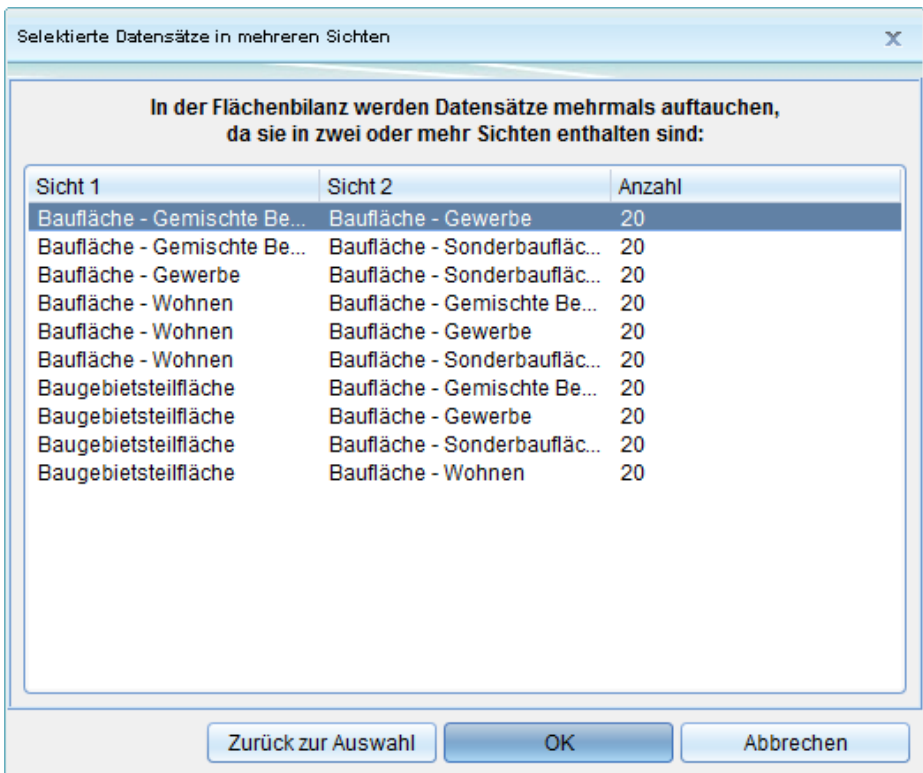 Selektierte Datensätze in mehreren Sichten X
In der Flächenbilanz werden Datensätze mehrmals auftauchen,
da sie in zwei oder mehr Sichten enthalten sind:
Sicht 1 Sicht 2 Anzahl
Baufläche - Gemischte Be... Baufläche - Gewerbe 20
Baufläche - Gemischte Be... Baufläche - Sonderbaufläc... 20
Baufläche - Gewerbe Baufläche - Sonderbaufläc... 20
Baufläche - Wohnen Baufläche - Gemischte Be... 20
Baufläche - Wohnen Baufläche - Gewerbe 20
Baufläche - Wohnen Baufläche - Sonderbaufläc... 20
Baugebietsteilfläche Baufläche - Gemischte Be... 20
Baugebietsteilfläche Baufläche - Gewerbe 20
Baugebietsteilfläche Baufläche - Sonderbaufläc... 20
Baugebietsteilfläche Baufläche - Wohnen 20
Zurück zur Auswahl OK Abbrechen